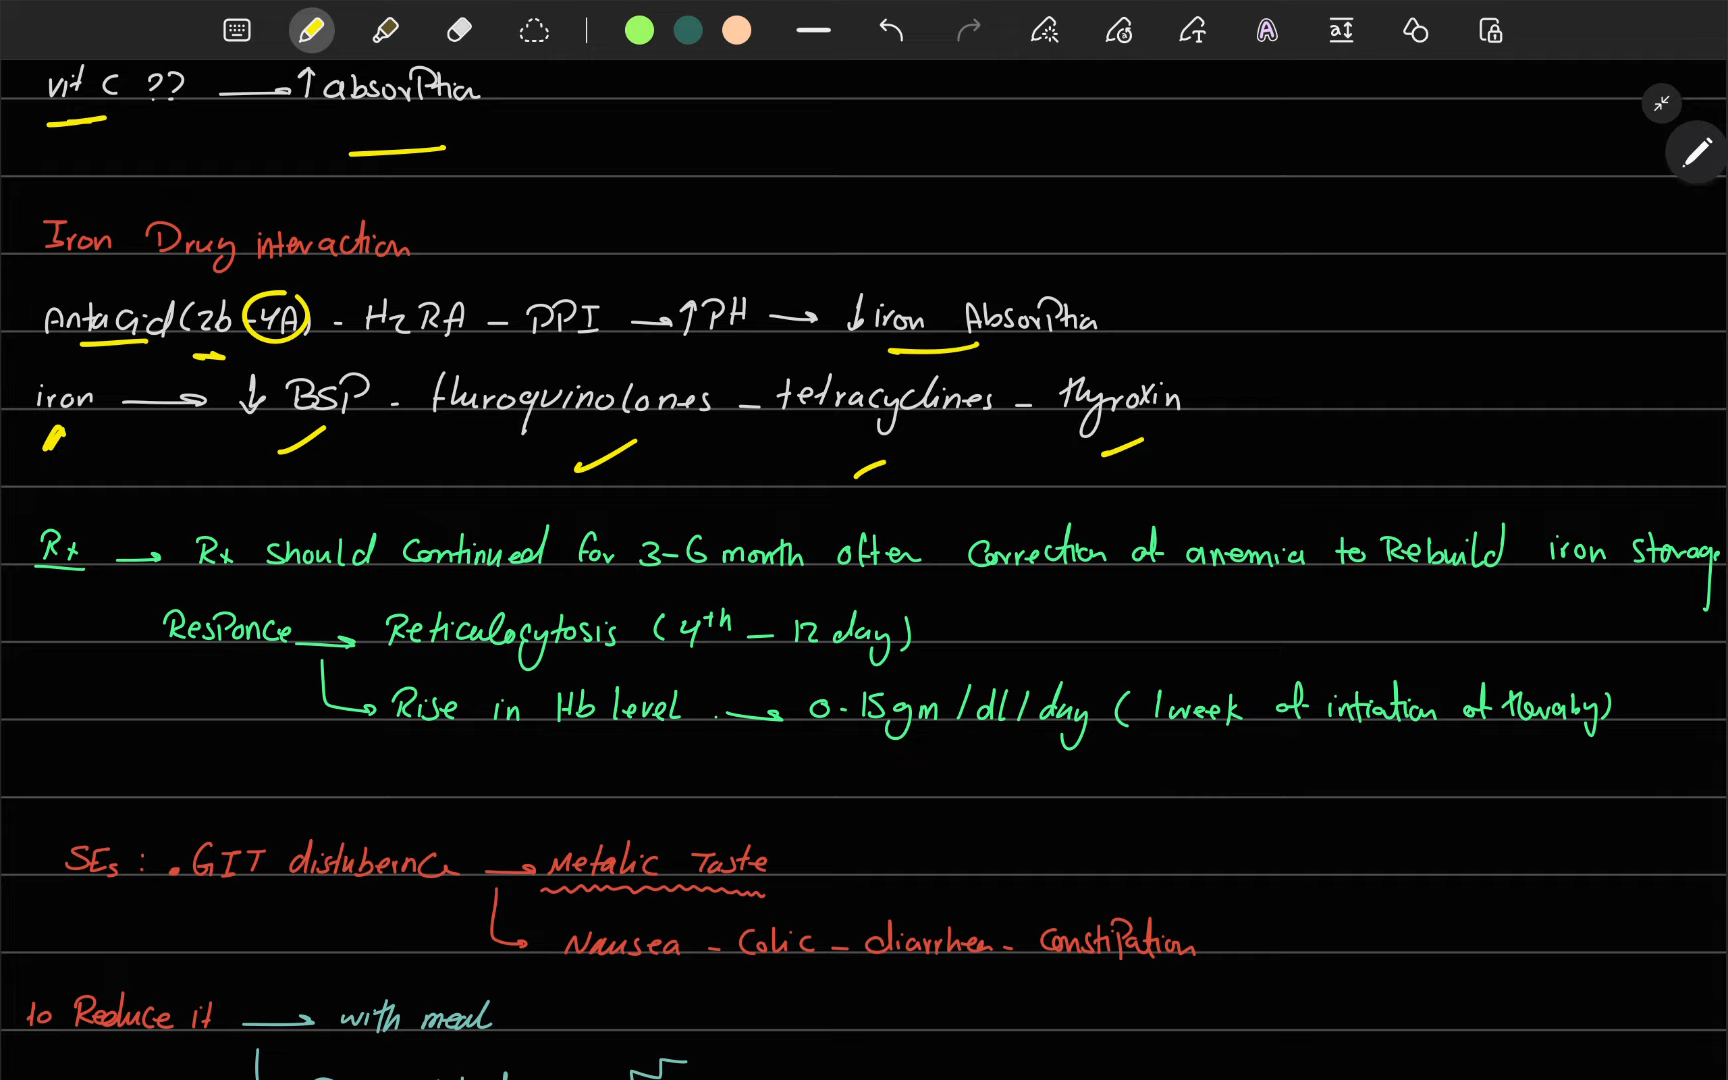 vit C ?? → ↑ absorption
Iron Drug interaction
AntaCid (2b - 4A) - H2RA - PPI → ↑ PH → ↓ iron Absorption
iron → ↓ BSP - fluroquinolones - tetracyclines - thyroxin
Rx → Rx should Continued for 3-6 month after Correction of anemia to Rebuild iron storage
ResPonce → Reticulocytosis (4th - 12 day)
→ Rise in Hb level → 0.15 gm/dl/day (1 week of intiation of theraby)
SEs: . GIT distubernce → Metalic Taste
→ Nausea - Colic - diarrhea - ConstiPation
to Reduce it → with meal